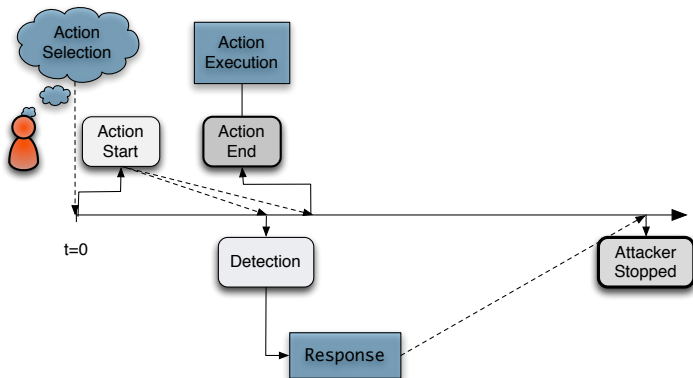 Action
Selection
Action
Execution
Action
Start
Action
End
t=0
Detection
Attacker
Stopped
Response